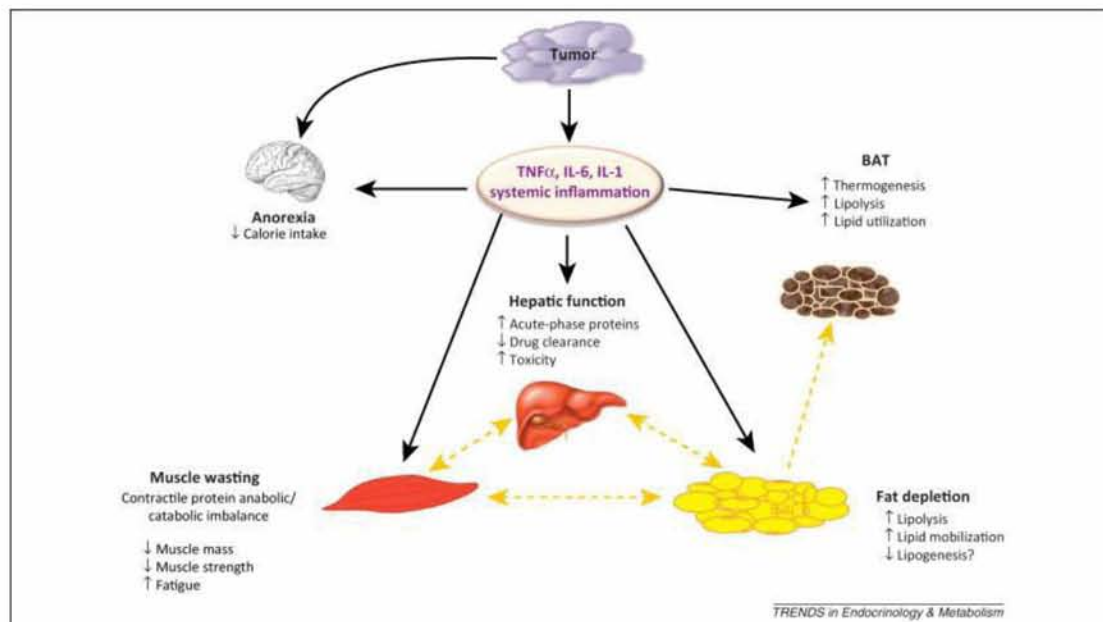 Tumor
TNFα, IL-6, IL-1
systemic inflammation
BAT
↑ Thermogenesis
↑ Lipolysis
↑ Lipid utilization
Anorexia
↓ Calorie intake
Hepatic function
↑ Acute-phase proteins
↓ Drug clearance
↑ Toxicity
Muscle wasting
Contractile protein anabolic/
catabolic imbalance
↓ Muscle mass
↓ Muscle strength
↑ Fatigue
Fat depletion
↑ Lipolysis
↑ Lipid mobilization
↓ Lipogenesis?
TRENDS in Endocrinology & Metabolism